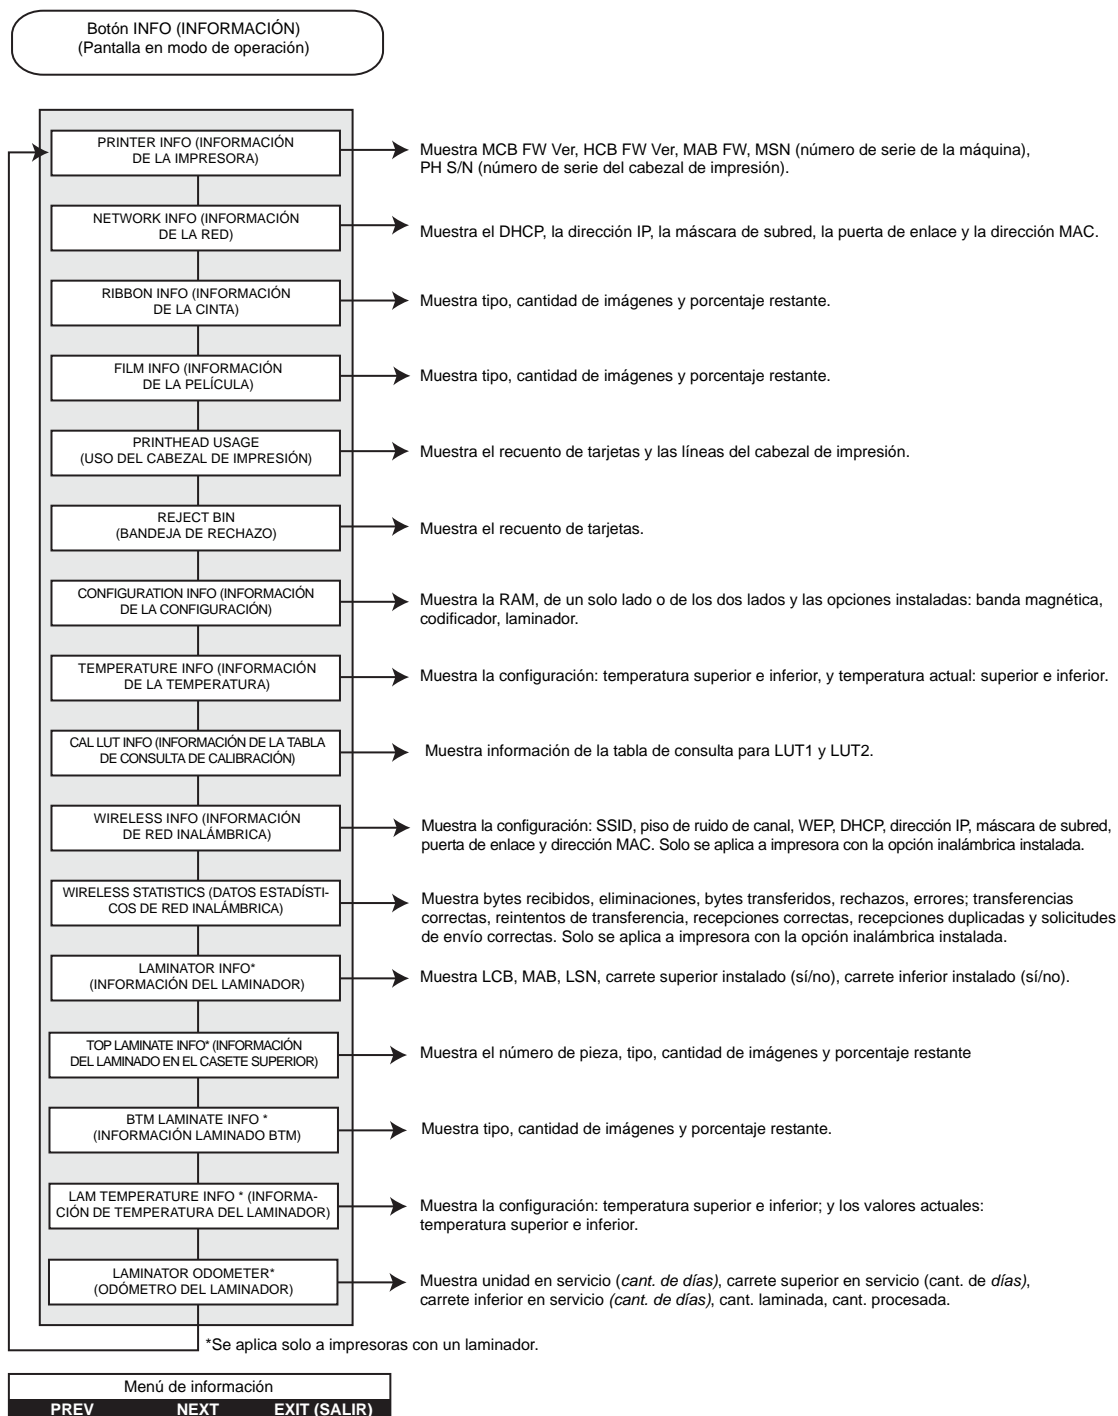 Botón INFO (INFORMACIÓN)
(Pantalla en modo de operación)
PRINTER INFO (INFORMACIÓN
DE LA IMPRESORA)
Muestra MCB FW Ver, HCB FW Ver, MAB FW, MSN (número de serie de la máquina),
PH S/N (número de serie del cabezal de impresión).
NETWORK INFO (INFORMACIÓN
DE LA RED)
Muestra el DHCP, la dirección IP, la máscara de subred, la puerta de enlace y la dirección MAC.
RIBBON INFO (INFORMACIÓN
DE LA CINTA)
Muestra tipo, cantidad de imágenes y porcentaje restante.
FILM INFO (INFORMACIÓN
DE LA PELÍCULA)
Muestra tipo, cantidad de imágenes y porcentaje restante.
PRINTHEAD USAGE
(USO DEL CABEZAL DE IMPRESIÓN)
Muestra el recuento de tarjetas y las líneas del cabezal de impresión.
REJECT BIN
(BANDEJA DE RECHAZO)
Muestra el recuento de tarjetas.
CONFIGURATION INFO (INFORMACIÓN
DE LA CONFIGURACIÓN)
Muestra la RAM, de un solo lado o de los dos lados y las opciones instaladas: banda magnética,
codificador, laminador.
TEMPERATURE INFO (INFORMACIÓN
DE LA TEMPERATURA)
Muestra la configuración: temperatura superior e inferior, y temperatura actual: superior e inferior.
CAL LUT INFO (INFORMACIÓN DE LA TABLA
DE CONSULTA DE CALIBRACIÓN)
Muestra información de la tabla de consulta para LUT1 y LUT2.
WIRELESS INFO (INFORMACIÓN
DE RED INALÁMBRICA)
Muestra la configuración: SSID, piso de ruido de canal, WEP, DHCP, dirección IP, máscara de subred,
puerta de enlace y dirección MAC. Solo se aplica a impresora con la opción inalámbrica instalada.
WIRELESS STATISTICS (DATOS ESTADÍSTI-
COS DE RED INALÁMBRICA)
Muestra bytes recibidos, eliminaciones, bytes transferidos, rechazos, errores; transferencias
correctas, reintentos de transferencia, recepciones correctas, recepciones duplicadas y solicitudes
de envío correctas. Solo se aplica a impresora con la opción inalámbrica instalada.
LAMINATOR INFO*
(INFORMACIÓN DEL LAMINADOR)
Muestra LCB, MAB, LSN, carrete superior instalado (sí/no), carrete inferior instalado (sí/no).
TOP LAMINATE INFO* (INFORMACIÓN
DEL LAMINADO EN EL CASETE SUPERIOR)
Muestra el número de pieza, tipo, cantidad de imágenes y porcentaje restante
BTM LAMINATE INFO *
(INFORMACIÓN LAMINADO BTM)
Muestra tipo, cantidad de imágenes y porcentaje restante.
LAM TEMPERATURE INFO * (INFORMA-
CIÓN DE TEMPERATURA DEL LAMINADOR)
Muestra la configuración: temperatura superior e inferior; y los valores actuales:
temperatura superior e inferior.
LAMINATOR ODOMETER*
(ODÓMETRO DEL LAMINADOR)
Muestra unidad en servicio (cant. de días), carrete superior en servicio (cant. de días),
carrete inferior en servicio (cant. de días), cant. laminada, cant. procesada.
*Se aplica solo a impresoras con un laminador.
Menú de información
PREV NEXT EXIT (SALIR)